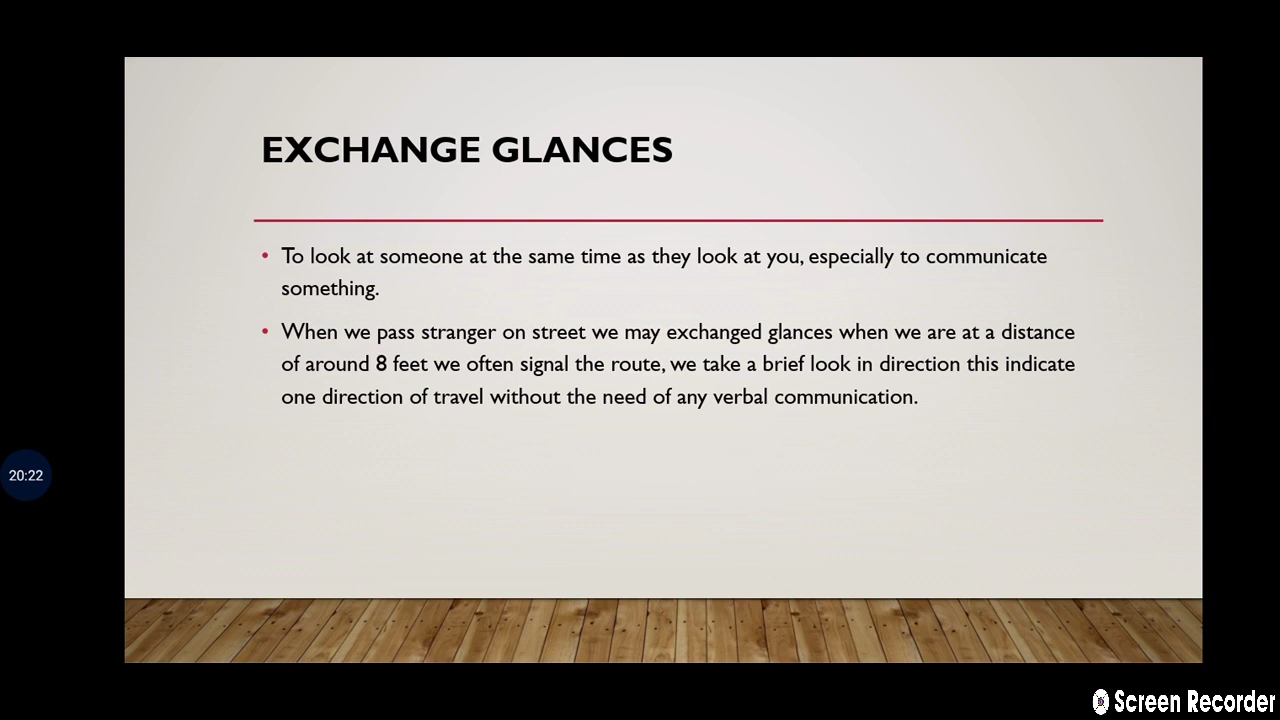 EXCHANGE GLANCES
• To look at someone at the same time as they look at you, especially to communicate
something.
• When we pass stranger on street we may exchanged glances when we are at a distance
of around 8 feet we often signal the route, we take a brief look in direction this indicate
one direction of travel without the need of any verbal communication.
20:22
Screen Recorder